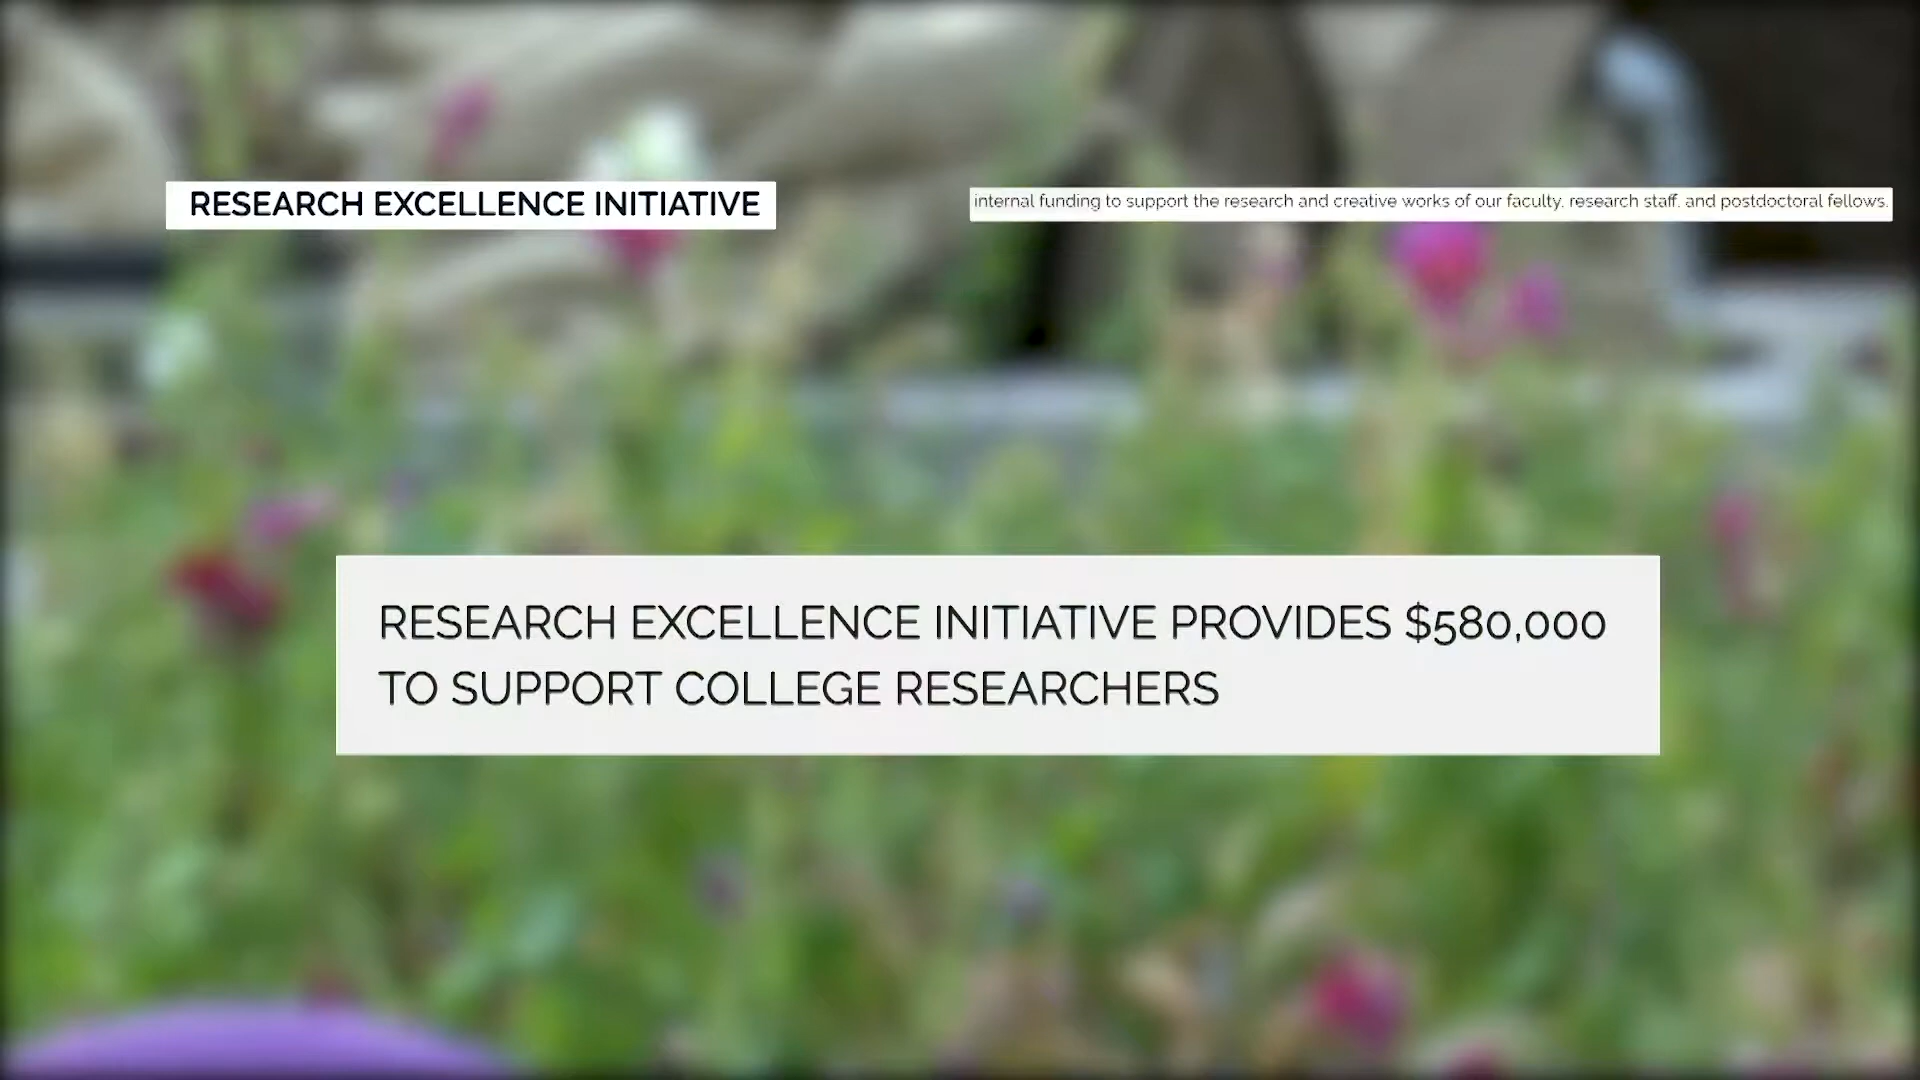 RESEARCH EXCELLENCE INITIATIVE
internal funding to support the research and creative works of our faculty, research staff, and postdoctoral fellows.
RESEARCH EXCELLENCE INITIATIVE PROVIDES $580,000
TO SUPPORT COLLEGE RESEARCHERS